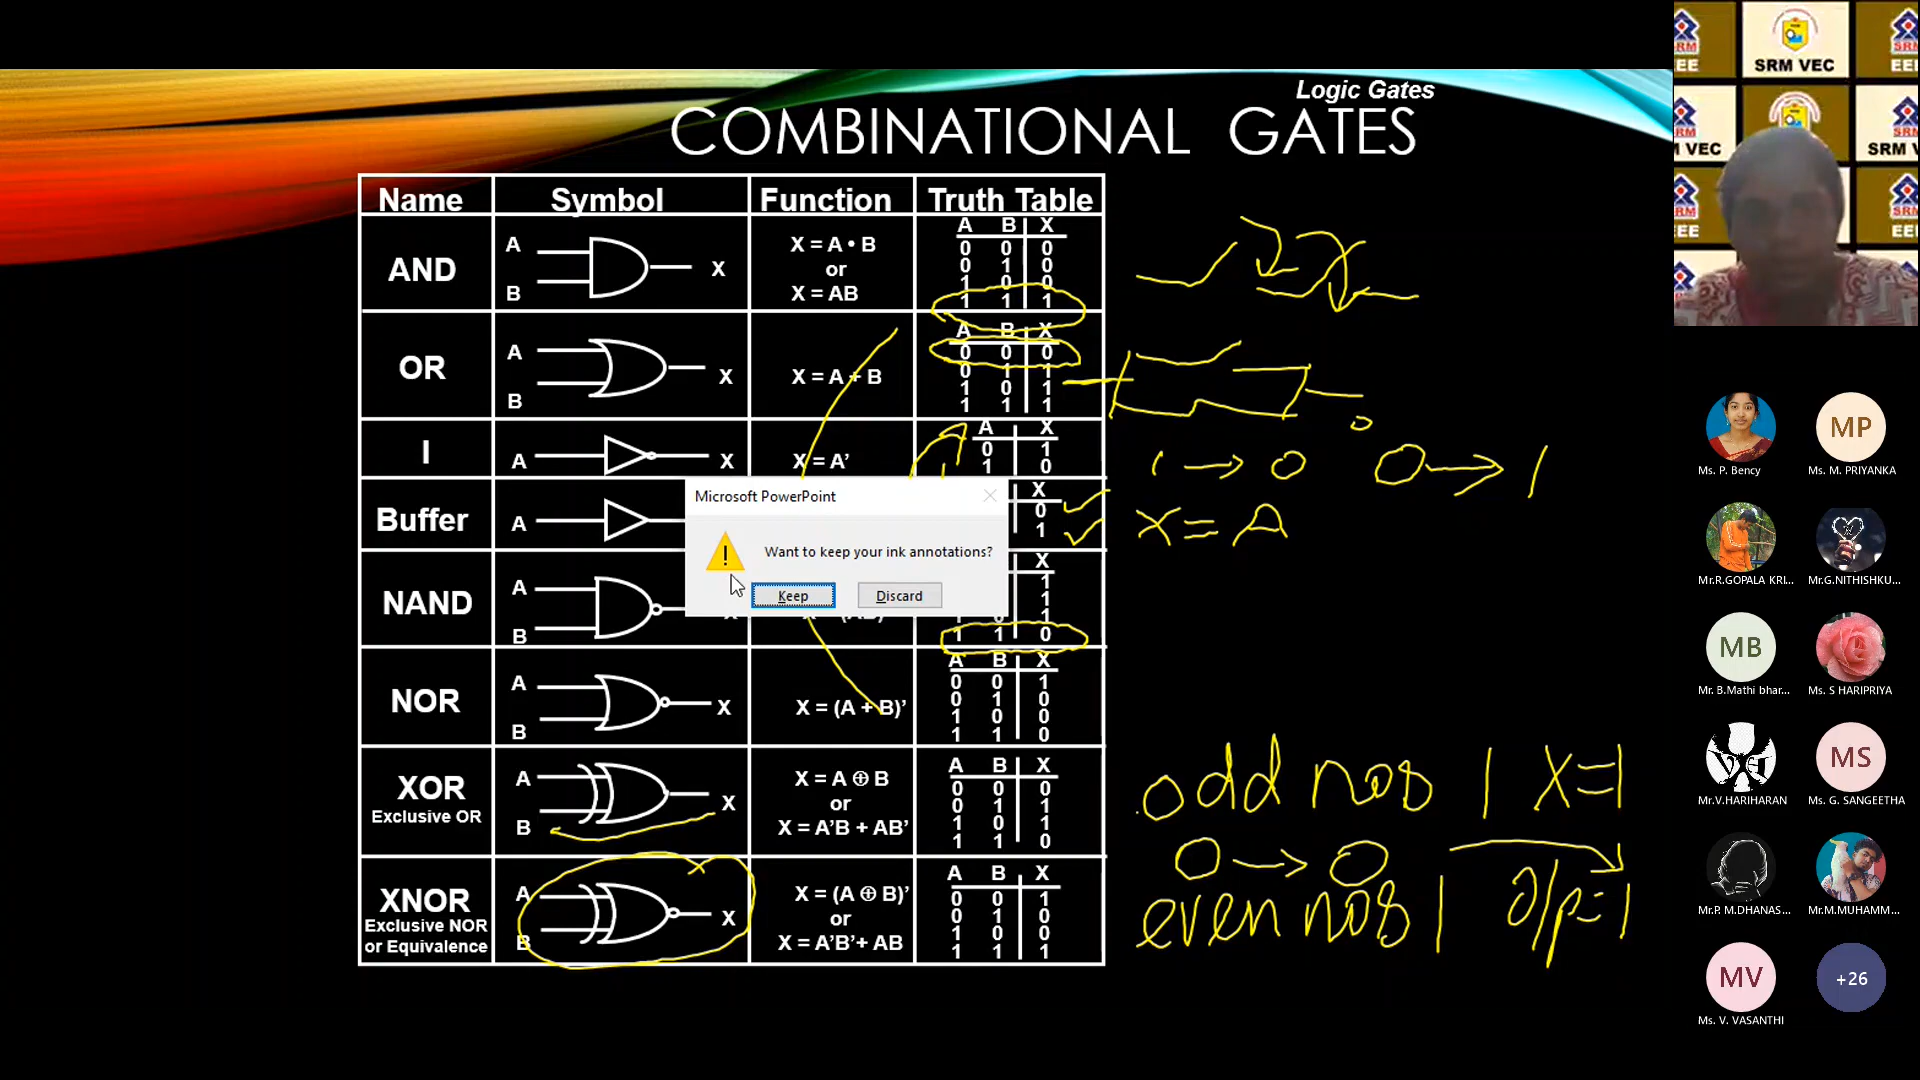 Logic Gates
COMBINATIONAL GATES
Name Symbol Function Truth Table
AND
A
B
X
X = A • B
or
X = AB
A B X
0 0 0
0 1 0
1 0 0
1 1 1
OR
A
B
X
X = A + B
A B X
0 0 0
0 1 1
1 0 1
1 1 1
I
A
X
X = A’
A X
0 1
1 0
1 → 0 0 → 1
Buffer
A
X
0
1
X = A
NAND
A
B
X
1
1
1
1 1 0
NOR
A
B
X
X = (A + B)’
A B X
0 0 1
0 1 0
1 0 0
1 1 0
XOR
Exclusive OR
A
B
X
X = A ⊕ B
or
X = A’B + AB’
A B X
0 0 0
0 1 1
1 0 1
1 1 0
odd nos 1 X=1
0 → 0
XNOR
Exclusive NOR
or Equivalence
A
B
X
X = (A ⊕ B)’
or
X = A’B’+ AB
A B X
0 0 1
0 1 0
1 0 0
1 1 1
even nos 1 O/p=1
Microsoft PowerPoint
Want to keep your ink annotations?
Keep Discard
SRM VEC
SRM
EEE
Ms. P. Bency
MP
Ms. M. PRIYANKA
Mr.R.GOPALA KRI...
Mr.G.NITHISHKU...
MB
Mr. B.Mathi bhar...
Ms. S HARIPRIYA
Mr.V.HARIHARAN
MS
Ms. G. SANGEETHA
Mr.P. M.DHANAS...
Mr.M.MUHAMM...
MV
Ms. V. VASANTHI
+26